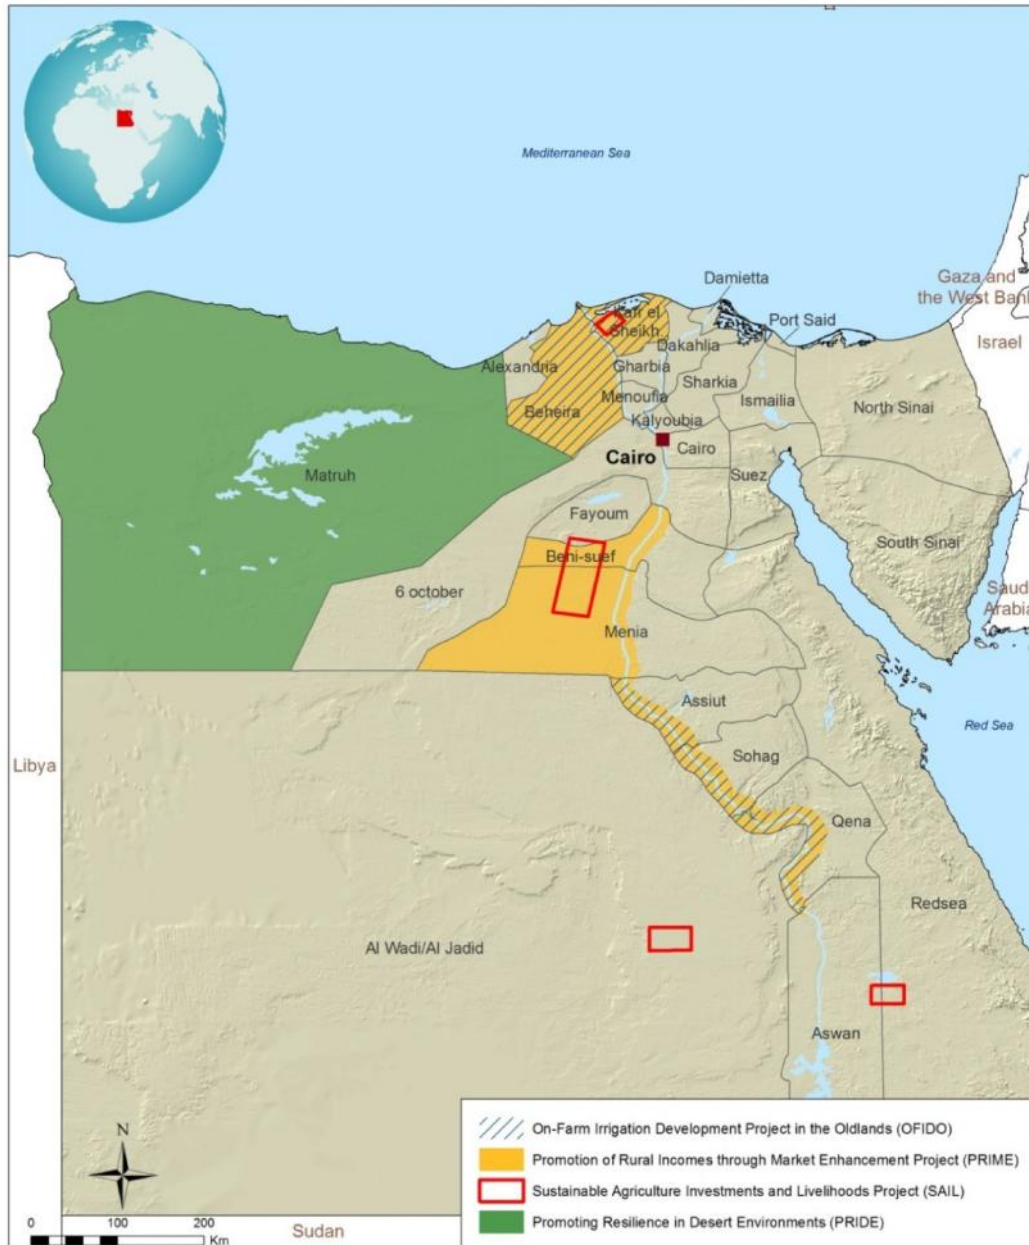 Mediterranean Sea
Damietta
Gaza and
the West Bank
Port Said
Israel
Kafr el
Sheikh
Dakahlia
Alexandria
Gharbia
Sharkia
Menoufia
Ismailia
Beheira
North Sinai
Kalyoubia
Cairo
Cairo
Matruh
Suez
Fayoum
South Sinai
Beni-suef
6 october
Saudi
Arabia
Menia
Assiut
Red Sea
Sohag
Libya
Qena
Redsea
Al Wadi/Al Jadid
Aswan
N
On-Farm Irrigation Development Project in the Oldlands (OFIDO)
Promotion of Rural Incomes through Market Enhancement Project (PRIME)
Sustainable Agriculture Investments and Livelihoods Project (SAIL)
Promoting Resilience in Desert Environments (PRIDE)
0 100 200
Km
Sudan